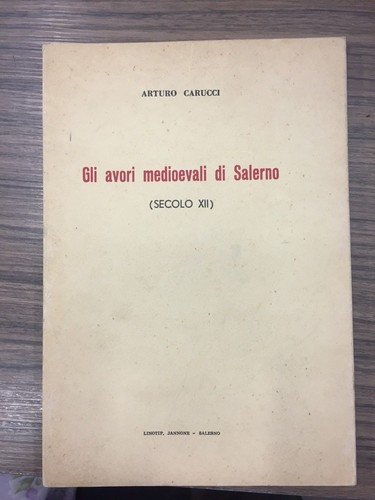 ARTURO CARUCCI
Gli avori medioevali di Salerno
(SECOLO XII)
LINOTIP. JANNONE - SALERNO